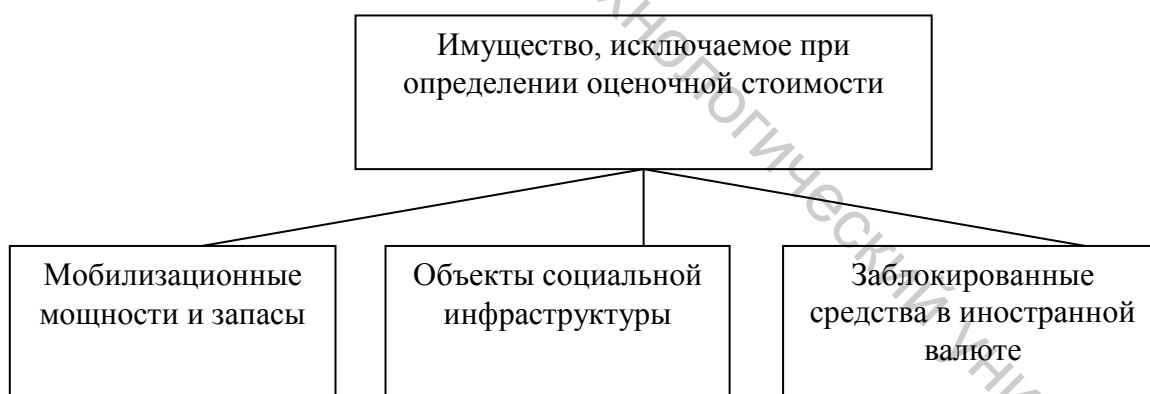 Имущество, исключаемое при
определении оценочной стоимости
Мобилизационные
мощности и запасы
Объекты социальной
инфраструктуры
Заблокированные
средства в иностранной
валюте